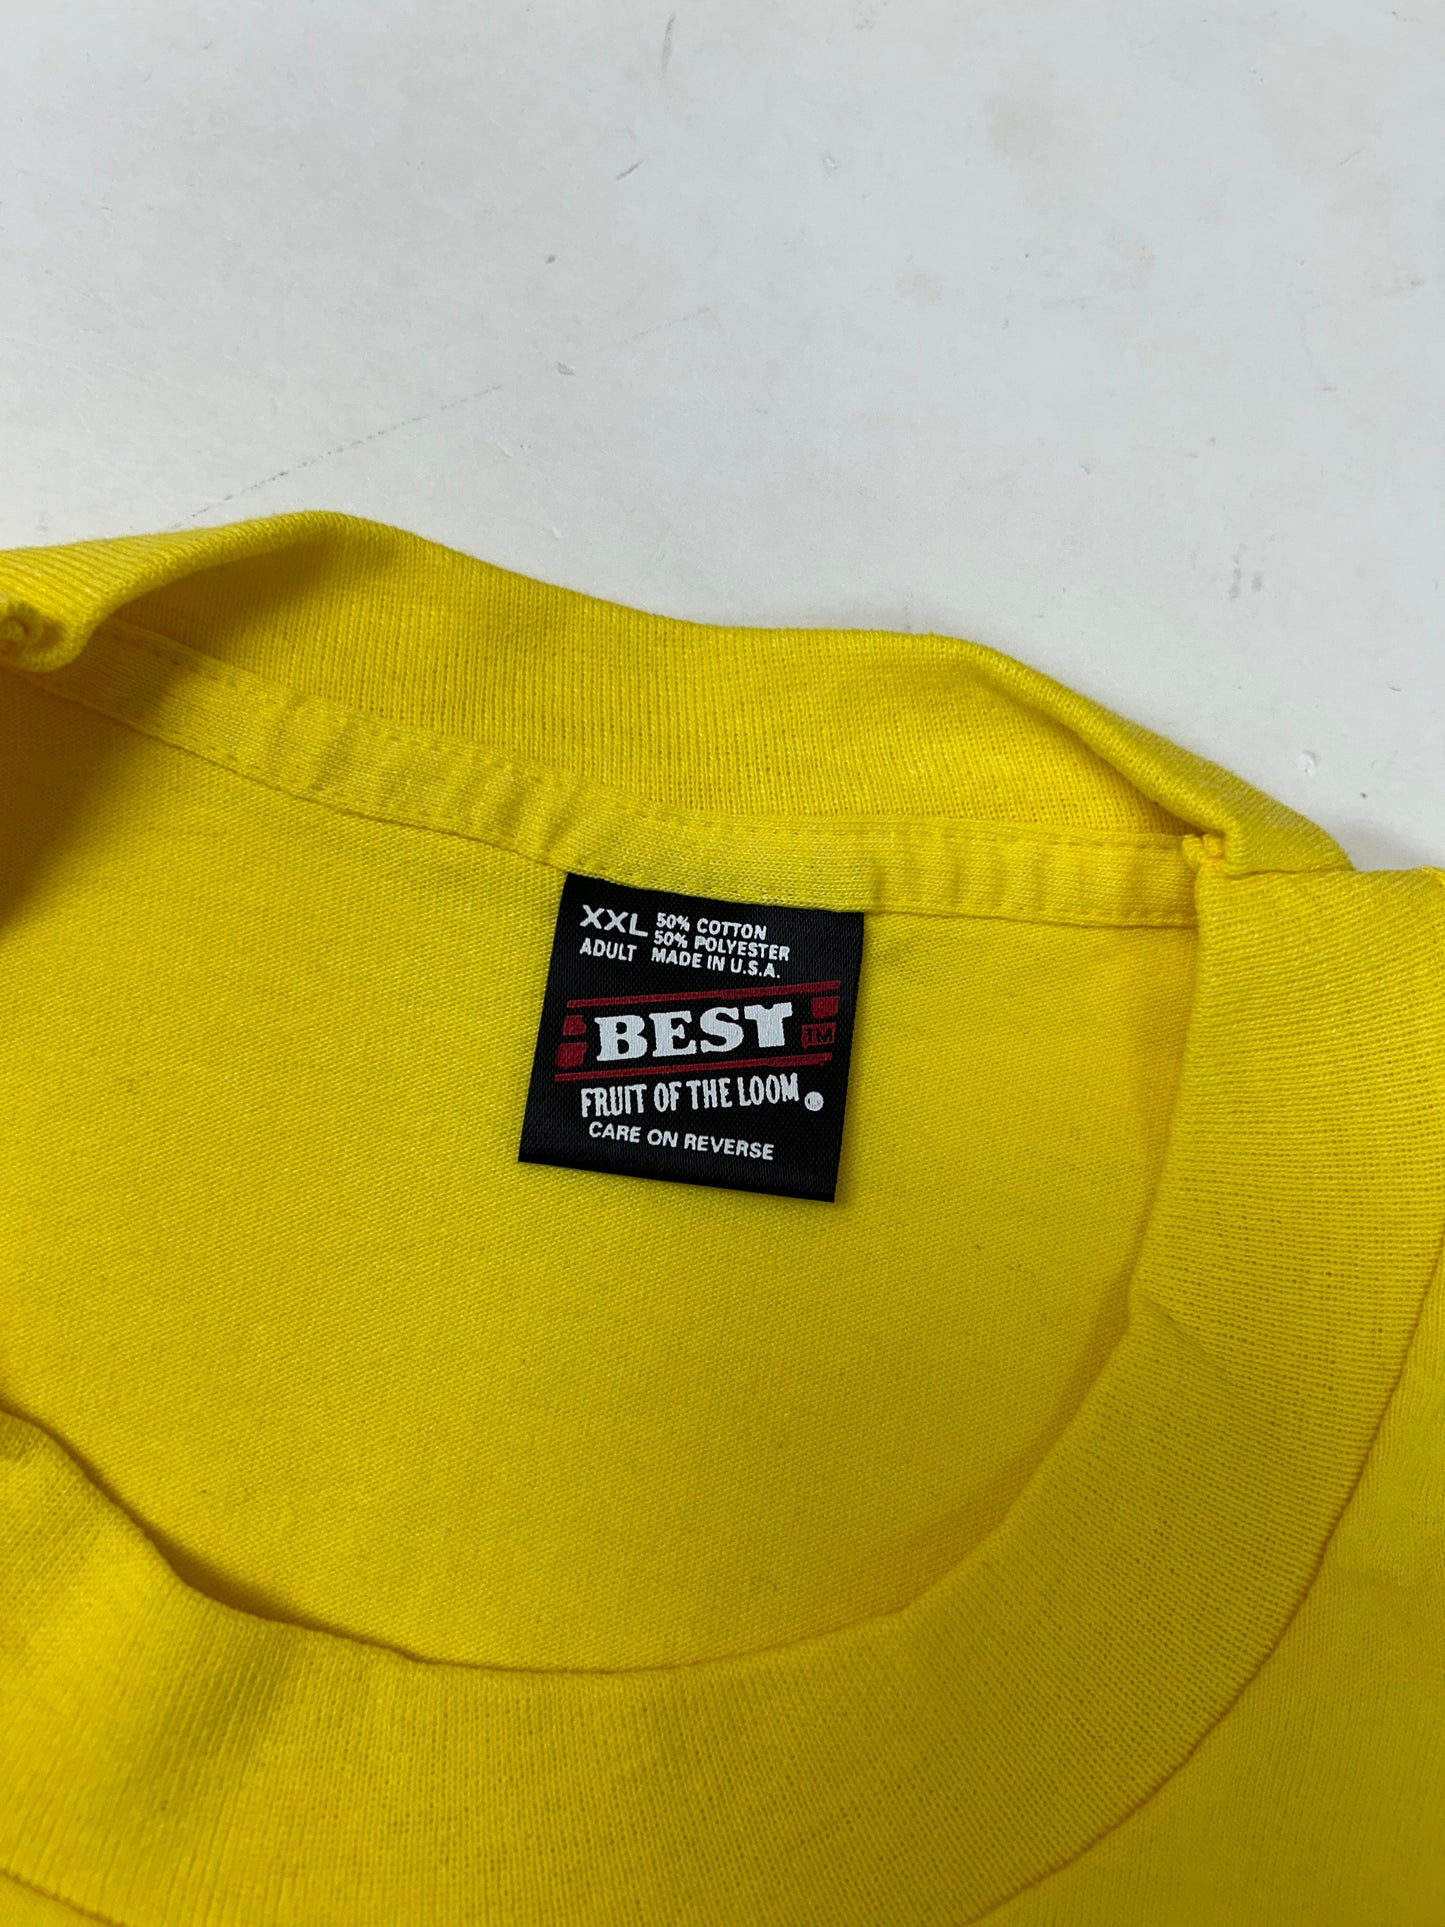 XXL 50% COTTON
50% POLYESTER
ADULT MADE IN U.S.A.
BEST TM
FRUIT OF THE LOOM
CARE ON REVERSE